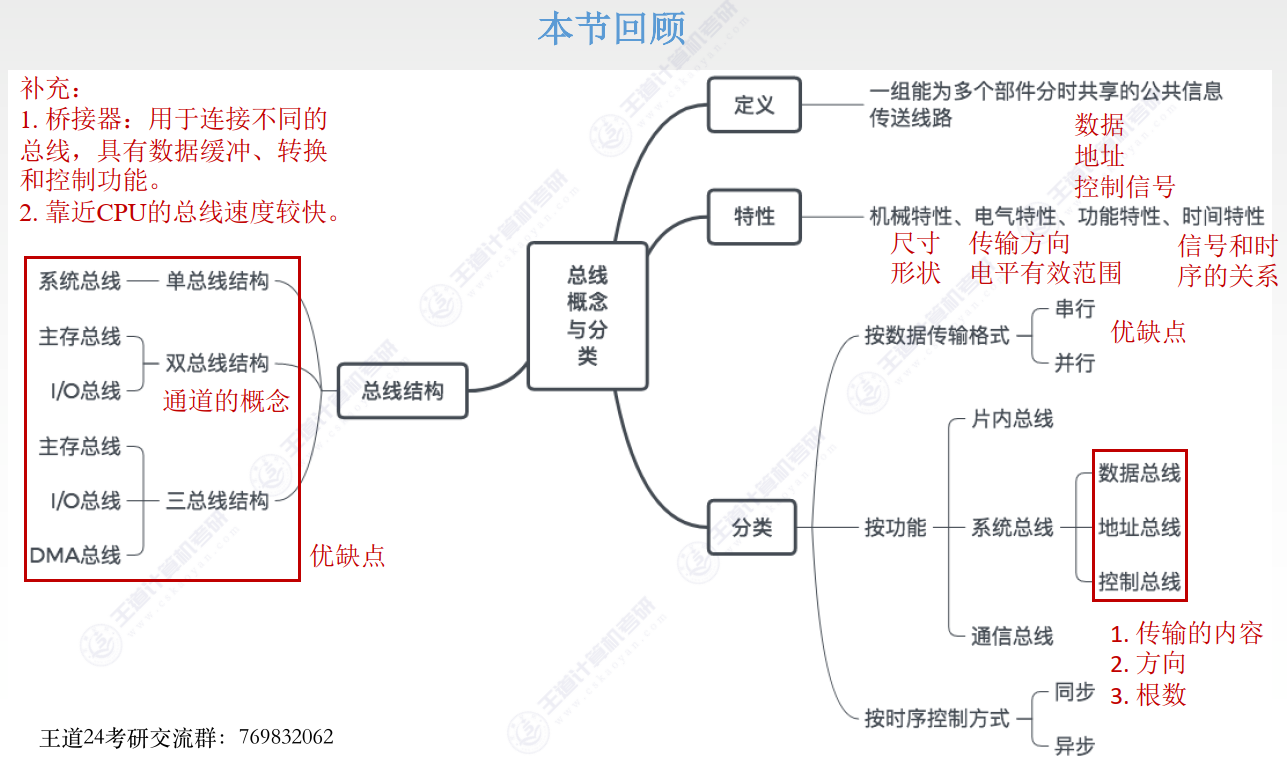 本节回顾
补充：
1. 桥接器：用于连接不同的
总线，具有数据缓冲、转换
和控制功能。
2. 靠近CPU的总线速度较快。
系统总线
单总线结构
主存总线
双总线结构
I/O总线
通道的概念
主存总线
I/O总线
三总线结构
DMA总线
优缺点
总线结构
总线
概念
与分
类
定义
一组能为多个部件分时共享的公共信息
传送线路
数据
地址
控制信号
特性
机械特性、电气特性、功能特性、时间特性
尺寸
形状
传输方向
电平有效范围
信号和时
序的关系
分类
按数据传输格式
串行
并行
优缺点
按功能
片内总线
系统总线
数据总线
地址总线
控制总线
通信总线
1. 传输的内容
2. 方向
3. 根数
按时序控制方式
同步
异步
王道24考研交流群：769832062
王道计算机考研
www.cskaoyan.com